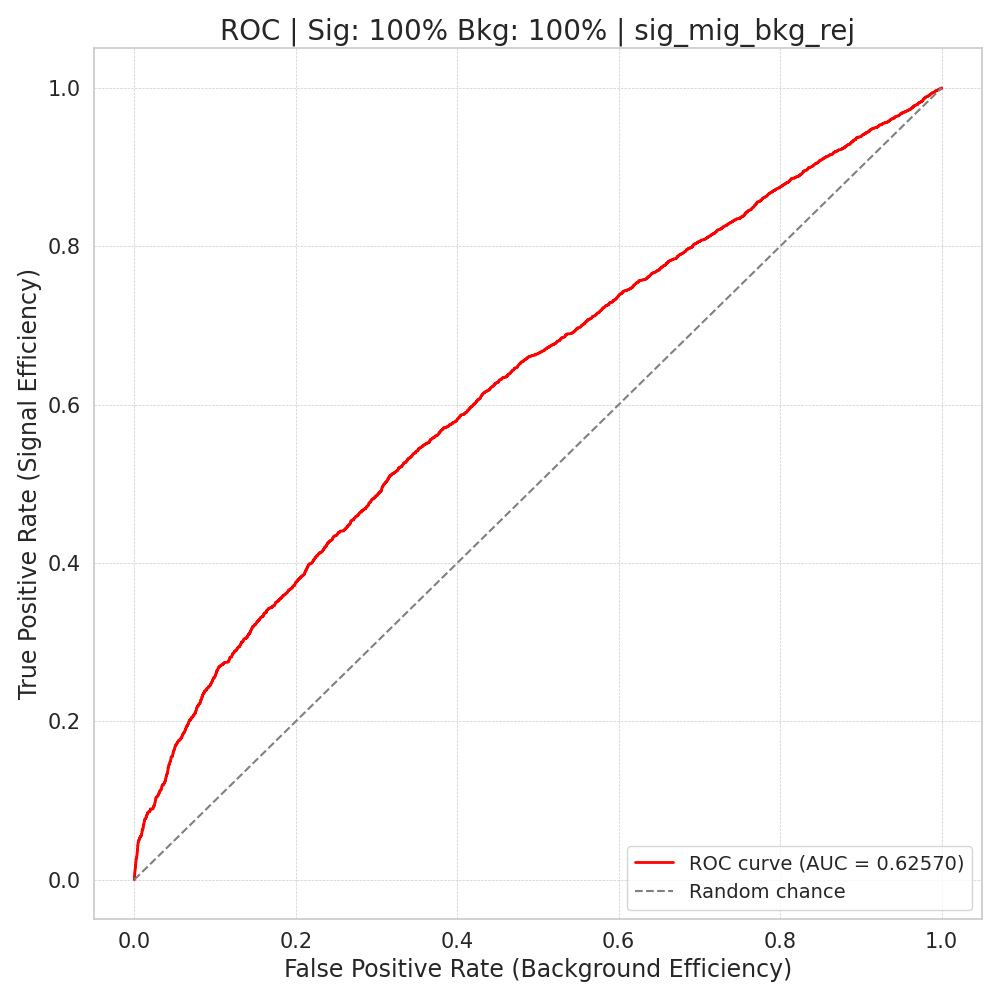 ROC | Sig: 100% Bkg: 100% | sig_mig_bkg_rej
True Positive Rate (Signal Efficiency)
1.0
0.8
0.6
0.4
0.2
0.0
ROC curve (AUC = 0.62570)
Random chance
0.0 0.2 0.4 0.6 0.8 1.0
False Positive Rate (Background Efficiency)